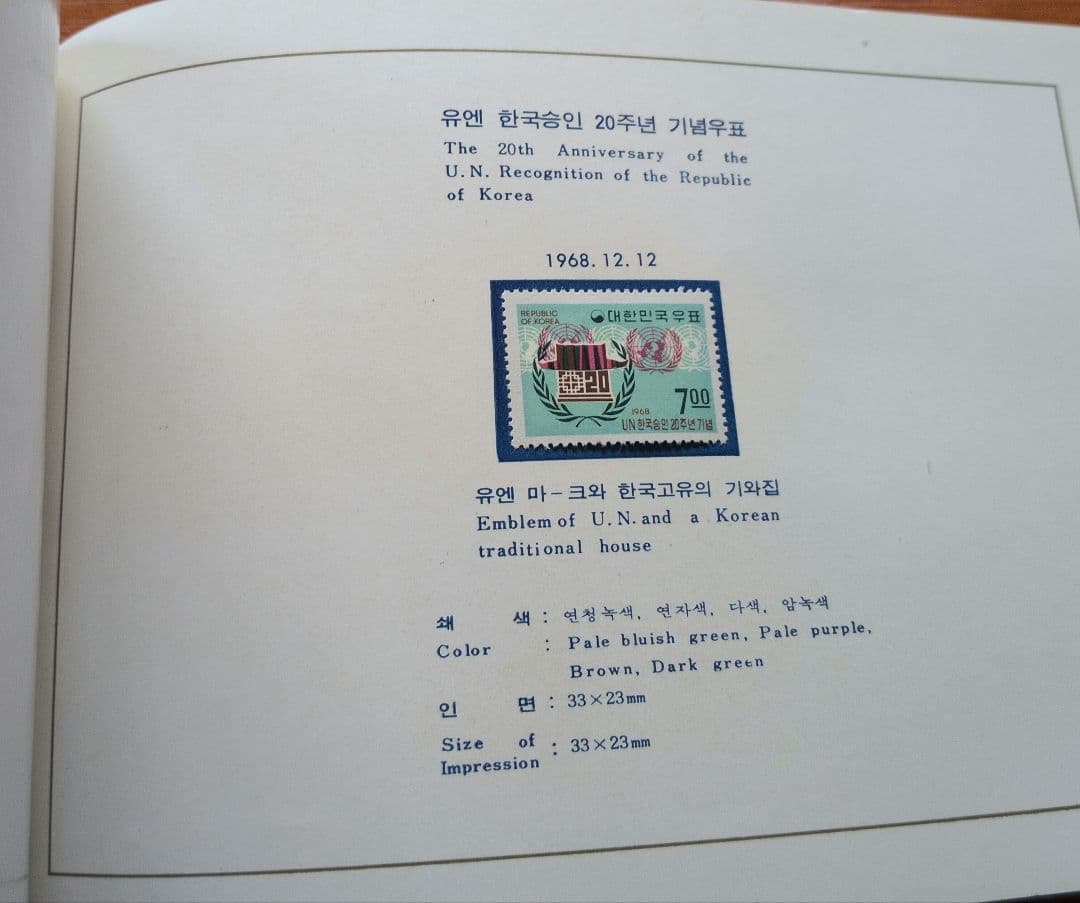 유엔 한국승인 20주년 기념우표
The 20th Anniversary of the
U.N. Recognition of the Republic
of Korea
1968.12.12
REPUBLIC
OF KOREA
대한민국우표
20
1968
700
UN 한국승인 20주년기념
유엔 마-크와 한국고유의 기와집
Emblem of U.N. and a Korean
traditional house
쇄 색 : 연청녹색, 연자색, 다색, 암녹색
Color : Pale bluish green, Pale purple,
Brown, Dark green
인 면 : 33×23mm
Size of
Impression : 33×23mm